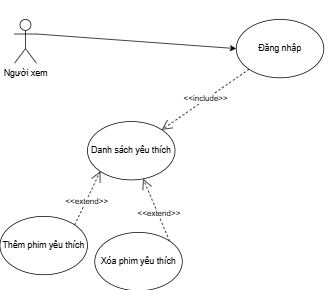 Đăng nhập
Người xem
<<include>>
Danh sách yêu thích
<<extend>>
<<extend>>
Thêm phim yêu thích
Xóa phim yêu thích